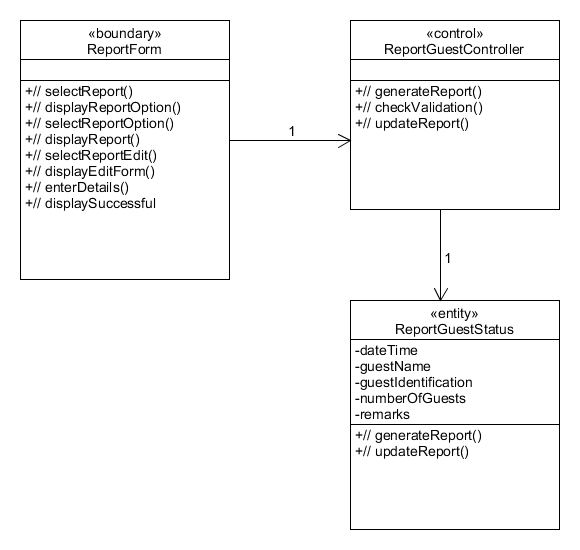 «boundary»
ReportForm
+// selectReport()
+// displayReportOption()
+// selectReportOption()
+// displayReport()
+// selectReportEdit()
+// displayEditForm()
+// enterDetails()
+// displaySuccessful
1
«control»
ReportGuestController
+// generateReport()
+// checkValidation()
+// updateReport()
1
«entity»
ReportGuestStatus
-dateTime
-guestName
-guestIdentification
-numberOfGuests
-remarks
+// generateReport()
+// updateReport()